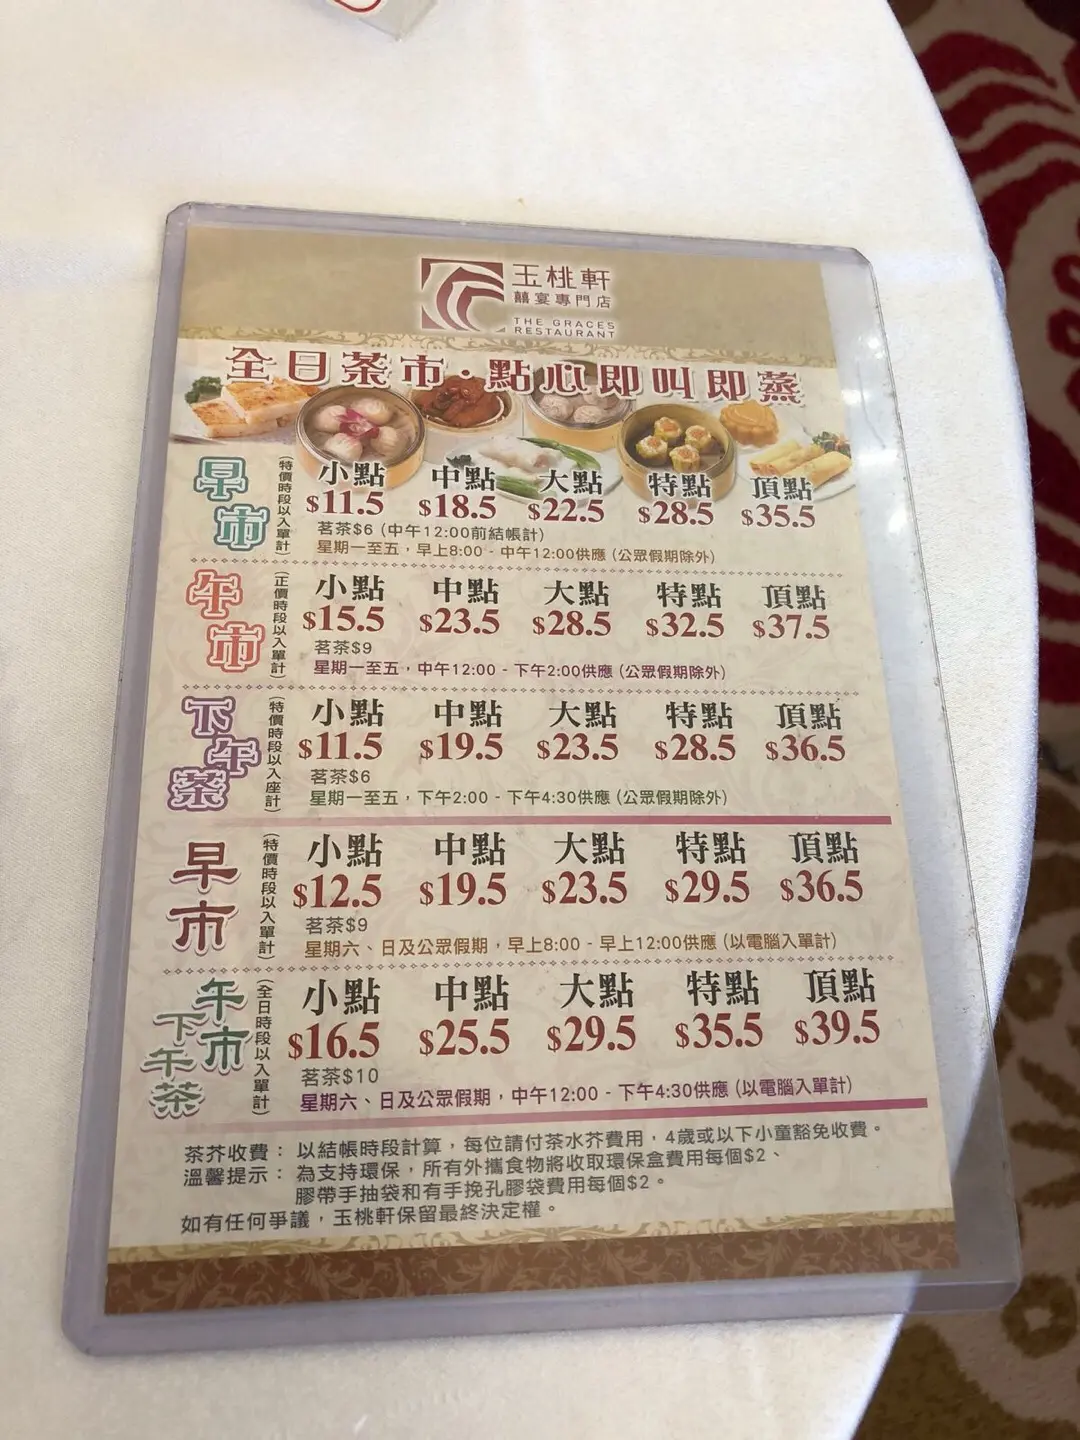 玉桃軒
囍宴專門店
THE GRACES
RESTAURANT
全日茶市·點心即叫即蒸
早市
(特價時段以入單計)
小點 中點 大點 特點 頂點
$11.5 $18.5 $22.5 $28.5 $35.5
茗茶$6 (中午12:00前結帳計)
星期一至五，早上8:00 - 中午12:00供應 (公眾假期除外)
午市
(正價時段以入單計)
小點 中點 大點 特點 頂點
$15.5 $23.5 $28.5 $32.5 $37.5
茗茶$9
星期一至五，中午12:00 - 下午2:00供應 (公眾假期除外)
下午茶
(特價時段以入座計)
小點 中點 大點 特點 頂點
$11.5 $19.5 $23.5 $28.5 $36.5
茗茶$6
星期一至五，下午2:00 - 下午4:30供應 (公眾假期除外)
早市
(特價時段以入單計)
小點 中點 大點 特點 頂點
$12.5 $19.5 $23.5 $29.5 $36.5
茗茶$9
星期六、日及公眾假期，早上8:00 - 早上12:00供應 (以電腦入單計)
午市
下午茶
(全日時段以入單計)
小點 中點 大點 特點 頂點
$16.5 $25.5 $29.5 $35.5 $39.5
茗茶$10
星期六、日及公眾假期，中午12:00 - 下午4:30供應 (以電腦入單計)
茶芥收費： 以結帳時段計算，每位請付茶水芥費用，4歲或以下小童豁免收費。
溫馨提示： 為支持環保，所有外攜食物將收取環保盒費用每個$2、
膠帶手抽袋和有手挽孔膠袋費用每個$2。
如有任何爭議，玉桃軒保留最終決定權。